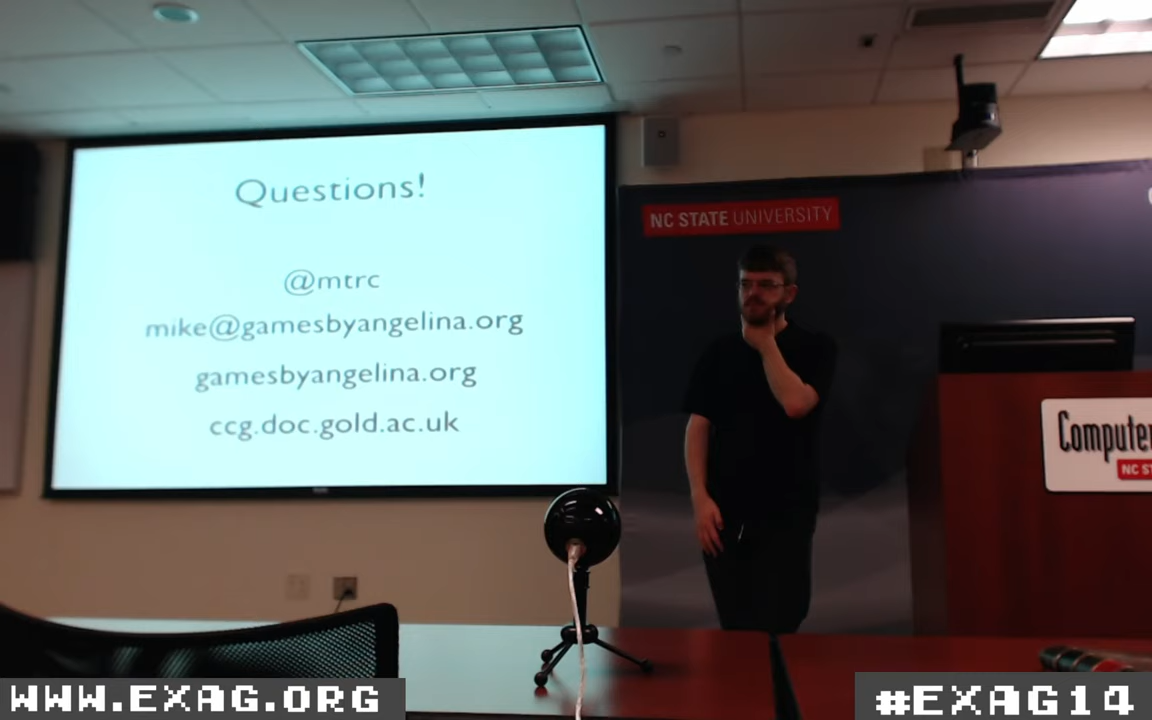 Questions!
@mtrc
mike@gamesbyangelina.org
gamesbyangelina.org
ccg.doc.gold.ac.uk
NC STATE UNIVERSITY
Computer
NC
WWW.EXAG.ORG
#EXAG14